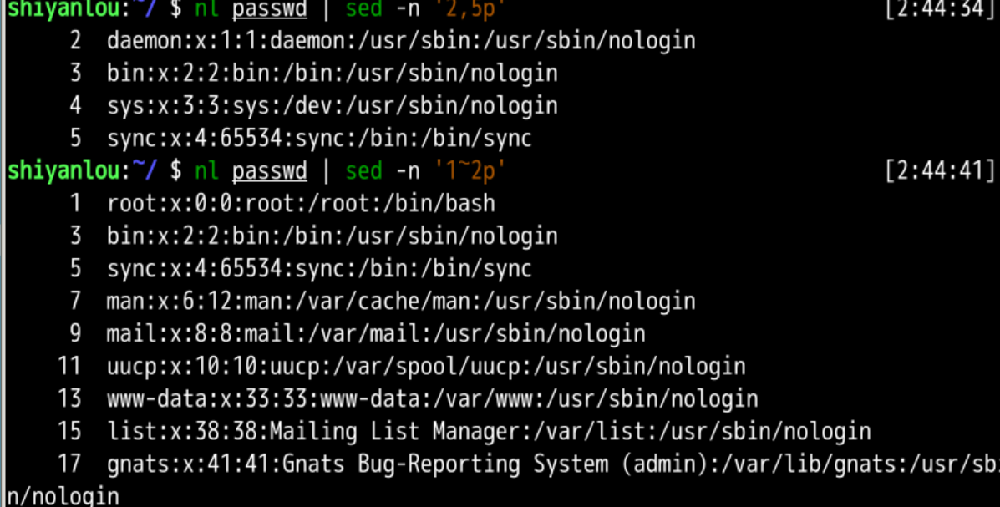 shiyanlou:~/ $ nl passwd | sed -n '2,5p' [2:44:34]
2 daemon:x:1:1:daemon:/usr/sbin:/usr/sbin/nologin
3 bin:x:2:2:bin:/bin:/usr/sbin/nologin
4 sys:x:3:3:sys:/dev:/usr/sbin/nologin
5 sync:x:4:65534:sync:/bin:/bin/sync
shiyanlou:~/ $ nl passwd | sed -n '1~2p' [2:44:41]
1 root:x:0:0:root:/root:/bin/bash
3 bin:x:2:2:bin:/bin:/usr/sbin/nologin
5 sync:x:4:65534:sync:/bin:/bin/sync
7 man:x:6:12:man:/var/cache/man:/usr/sbin/nologin
9 mail:x:8:8:mail:/var/mail:/usr/sbin/nologin
11 uucp:x:10:10:uucp:/var/spool/uucp:/usr/sbin/nologin
13 www-data:x:33:33:www-data:/var/www:/usr/sbin/nologin
15 list:x:38:38:Mailing List Manager:/var/list:/usr/sbin/nologin
17 gnats:x:41:41:Gnats Bug-Reporting System (admin):/var/lib/gnats:/usr/sbi
n/nologin